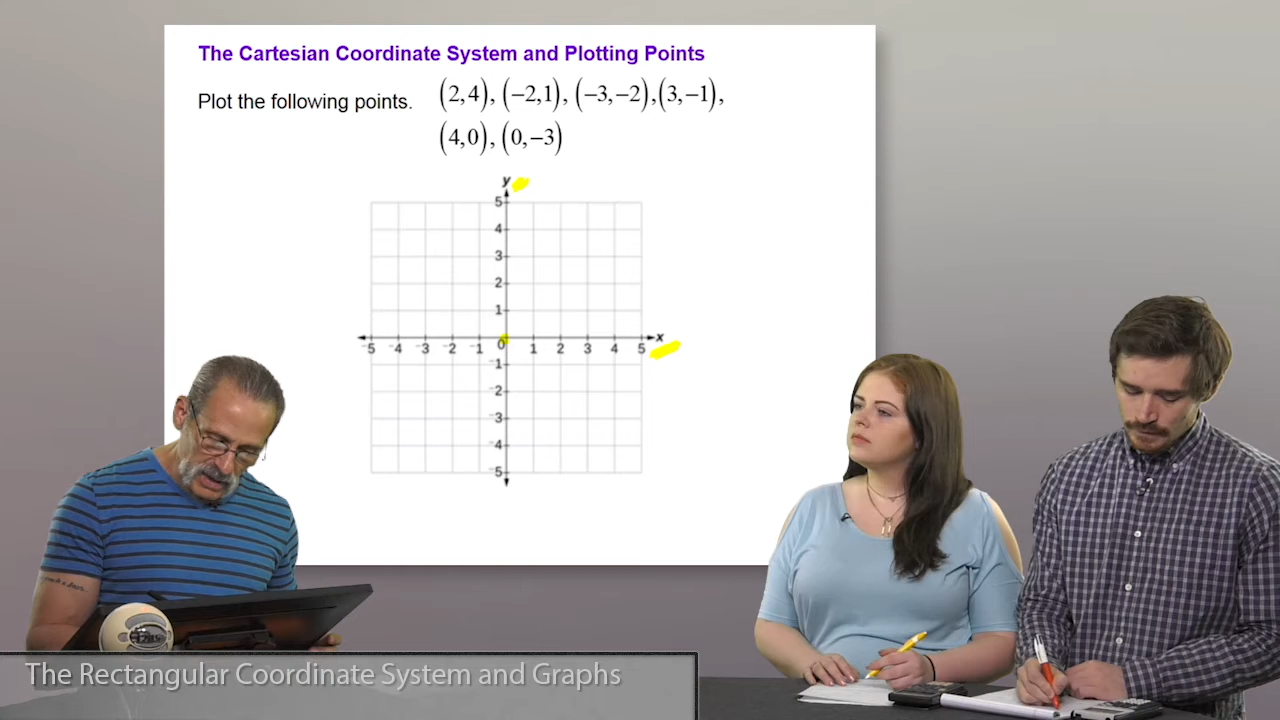 The Cartesian Coordinate System and Plotting Points
Plot the following points. (2,4), (−2,1), (−3,−2),(3,−1),
(4,0), (0,−3)
y
5
4
3
2
1
-5 -4 -3 -2 -1 0 1 2 3 4 5 x
-1
-2
-3
-4
-5
The Rectangular Coordinate System and Graphs